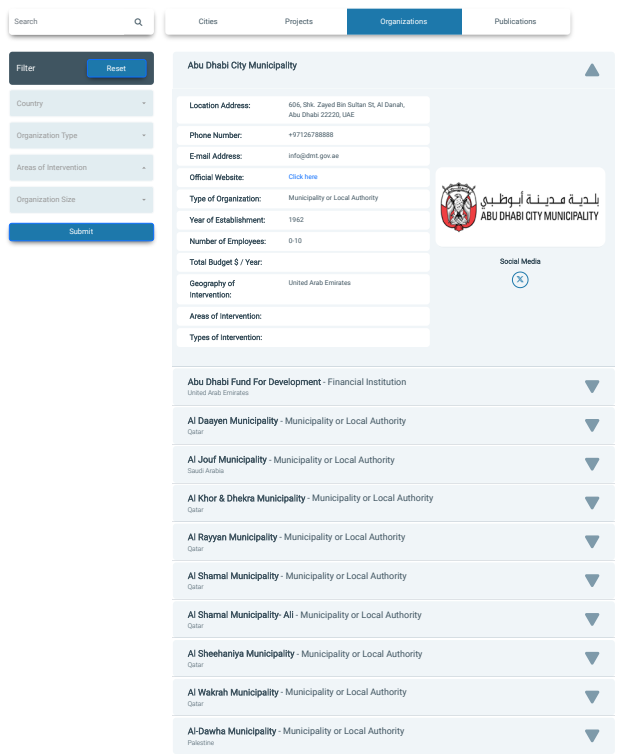 Search
Cities
Projects
Organizations
Publications
Filter
Reset
Country
Organization Type
Areas of Intervention
Organization Size
Submit
Abu Dhabi City Municipality
Location Address:
606, Shk. Zayed Bin Sultan St, Al Danah,
Abu Dhabi 22220, UAE
Phone Number:
+97126788888
E-mail Address:
info@dmt.gov.ae
Official Website:
Click here
Type of Organization:
Municipality or Local Authority
Year of Establishment:
1962
Number of Employees:
0-10
Total Budget $ / Year:
Geography of
Intervention:
United Arab Emirates
Areas of Intervention:
Types of Intervention:
بلدية مدينة أبوظبي
ABU DHABI CITY MUNICIPALITY
Social Media
Abu Dhabi Fund For Development - Financial Institution
United Arab Emirates
Al Daayen Municipality - Municipality or Local Authority
Qatar
Al Jouf Municipality - Municipality or Local Authority
Saudi Arabia
Al Khor & Dhekra Municipality - Municipality or Local Authority
Qatar
Al Rayyan Municipality - Municipality or Local Authority
Qatar
Al Shamal Municipality - Municipality or Local Authority
Qatar
Al Shamal Municipality- Ali - Municipality or Local Authority
Qatar
Al Sheehaniya Municipality - Municipality or Local Authority
Qatar
Al Wakrah Municipality - Municipality or Local Authority
Qatar
Al-Dawha Municipality - Municipality or Local Authority
Palestine